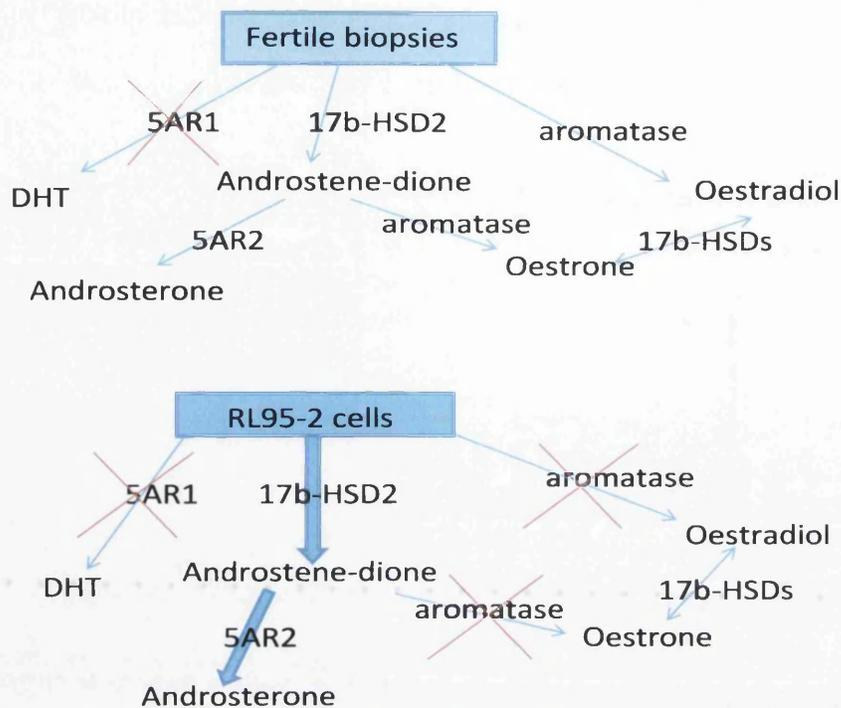 Fertile biopsies
5AR1
17b-HSD2
aromatase
DHT
Androstene-dione
Oestradiol
5AR2
aromatase
17b-HSDs
Oestrone
Androsterone
RL95-2 cells
5AR1
17b-HSD2
aromatase
Oestradiol
DHT
Androstene-dione
17b-HSDs
aromatase
5AR2
Oestrone
Androsterone